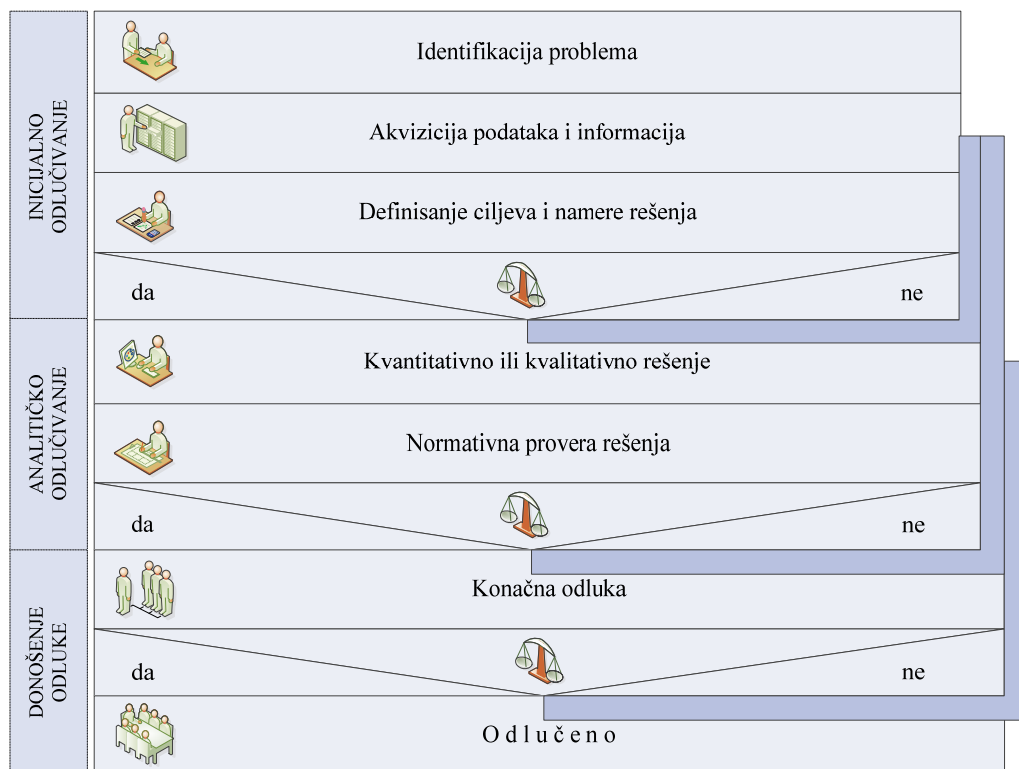 INICIJALNO
ODLUČIVANJE
Identifikacija problema
Akvizicija podataka i informacija
Definisanje ciljeva i namere rešenja
da
ne
ANALITIČKO
ODLUČIVANJE
Kvantitativno ili kvalitativno rešenje
Normativna provera rešenja
da
ne
DONOŠENJE
ODLUKE
Konačna odluka
da
ne
O d l u č e n o